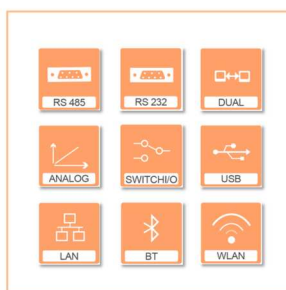 RS 485
RS 232
DUAL
ANALOG
SWITCHI/O
USB
LAN
BT
WLAN